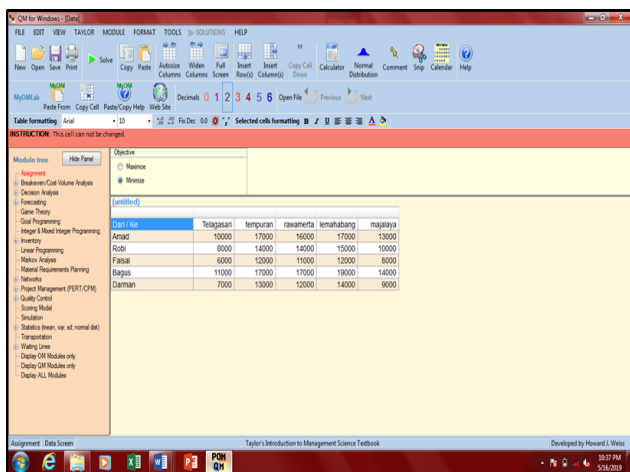 QM for Windows - [Data]
FILE EDIT VIEW TAYLOR MODULE FORMAT TOOLS SOLUTIONS HELP
New Open Save Print Solve Copy Paste Autosize Columns Widen Columns Full Screen Insert Row(s) Insert Column(s) Copy Cell Down Calculator Normal Distribution Comment Snip Calendar Help
MyOMLab Paste From Copy Cell Paste/Copy Help Web Site Decimals 0 1 2 3 4 5 6 Open File Previous Next
Table formatting Arial 10 Fix Dec 0.0 0 "," Selected cells formatting B I U
INSTRUCTION: This cell can not be changed.
Module tree Hide Panel
Assignment
Breakeven/Cost-Volume Analysis
Decision Analysis
Forecasting
Game Theory
Goal Programming
Integer & Mixed Integer Programming
Inventory
Linear Programming
Markov Analysis
Material Requirements Planning
Networks
Project Management (PERT/CPM)
Quality Control
Scoring Model
Simulation
Statistics (mean, var, sd; normal dist)
Transportation
Waiting Lines
Display OM Modules only
Display QM Modules only
Display ALL Modules
Objective
Maximize
Minimize
(untitled)
Dari / Ke Telagasari tempuran rawamerta lemahabang majalaya
Amad 10000 17000 16000 17000 13000
Robi 8000 14000 14000 15000 10000
Faisal 6000 12000 11000 12000 8000
Bagus 11000 17000 17000 19000 14000
Darman 7000 13000 12000 14000 9000
Assignment Data Screen Taylor's Introduction to Management Science Textbook Developed by Howard J. Weiss
POM QM
10:37 PM
5/16/2019